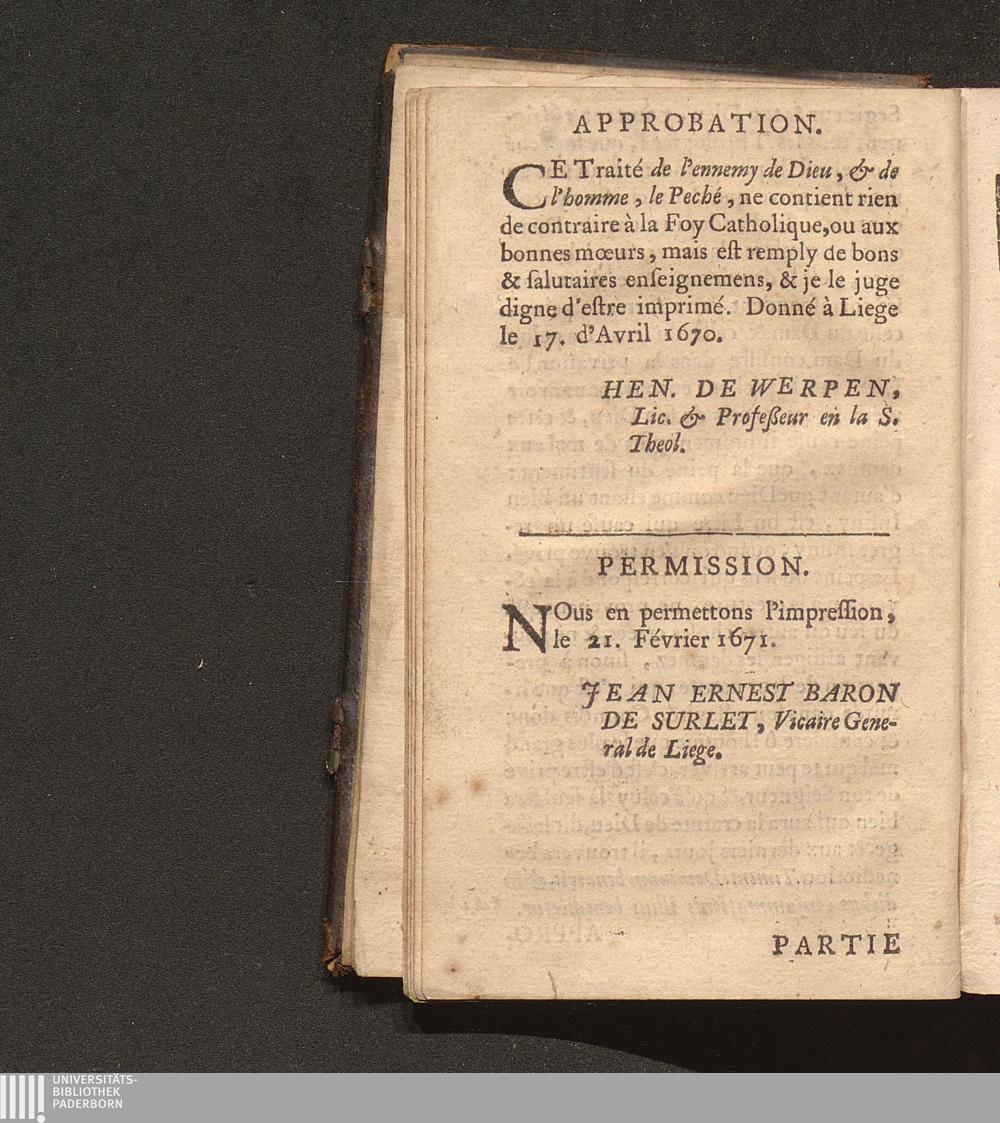 APPROBATION.
CE Traité de l'ennemy de Dieu, & de
l'homme, le Peché, ne contient rien
de contraire à la Foy Catholique, ou aux
bonnes mœurs, mais eſt remply de bons
& ſalutaires enſeignemens, & je le juge
digne d'eſtre imprimé. Donné à Liege
le 17. d'Avril 1670.
HEN. DE WERPEN,
Lic. & Profeßeur en la S.
Theol.
PERMISSION.
NOus en permettons l'impreſſion,
le 21. Février 1671.
JEAN ERNEST BARON
DE SURLET, Vicaire Gene-
ral de Liege.
PARTIE
UNIVERSITÄTS-
BIBLIOTHEK
PADERBORN